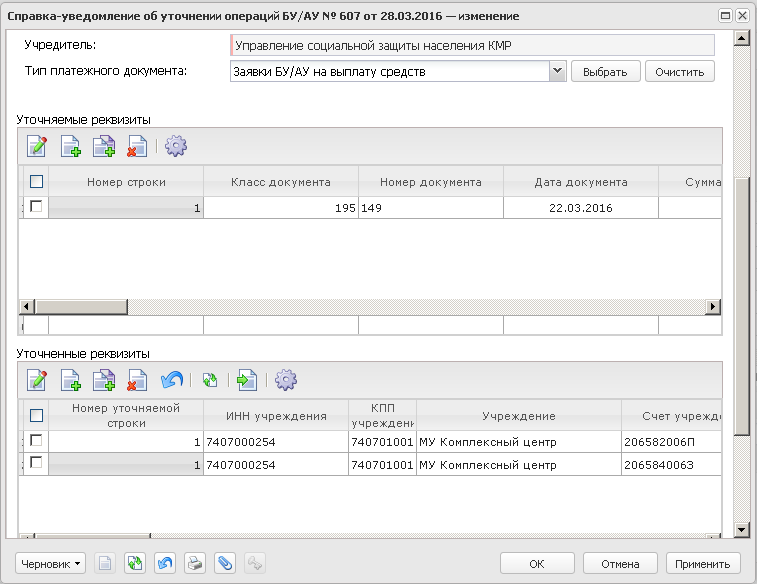 Справка-уведомление об уточнении операций БУ/АУ № 607 от 28.03.2016 — изменение
Учредитель: Управление социальной защиты населения КМР
Тип платежного документа: Заявки БУ/АУ на выплату средств Выбрать Очистить
Уточняемые реквизиты
Номер строки Класс документа Номер документа Дата документа Сумма
1 195 149 22.03.2016
Уточненные реквизиты
Номер уточняемой строки ИНН учреждения КПП учреждени Учреждение Счет учрежде
1 7407000254 740701001 МУ Комплексный центр 206582006П
1 7407000254 740701001 МУ Комплексный центр 2065840063
Черновик ОК Отмена Применить